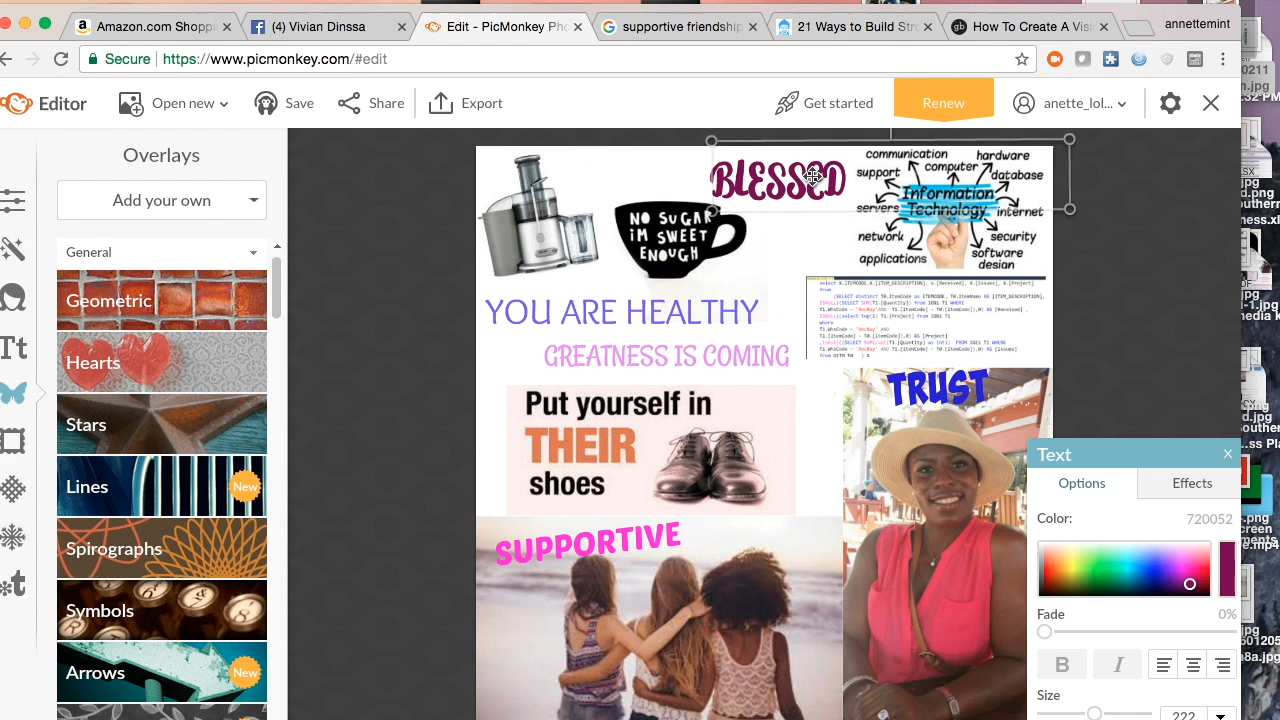 Amazon.com Shoppi
(4) Vivian Dinssa
Edit - PicMonkey. Ph
supportive friendship
21 Ways to Build Str
How To Create A Vis
annettemint
Secure
https://www.picmonkey.com/#edit
Editor
Open new
Save
Share
Export
Get started
Renew
anette_lol...
Overlays
Add your own
General
Geometric
Hearts
Stars
Lines
New
Spirographs
Symbols
Arrows
New
BLESSED
NO SUGAR
iM SWEET
ENOUGH
communication
hardware
computer
support
database
Information
Technology
servers
internet
network
security
applications
software
design
YOU ARE HEALTHY
GREATNESS IS COMING
Put yourself in
THEIR
shoes
TRUST
SUPPORTIVE
Text
x
Options
Effects
Color:
720052
Fade
0%
B
I
Size
222